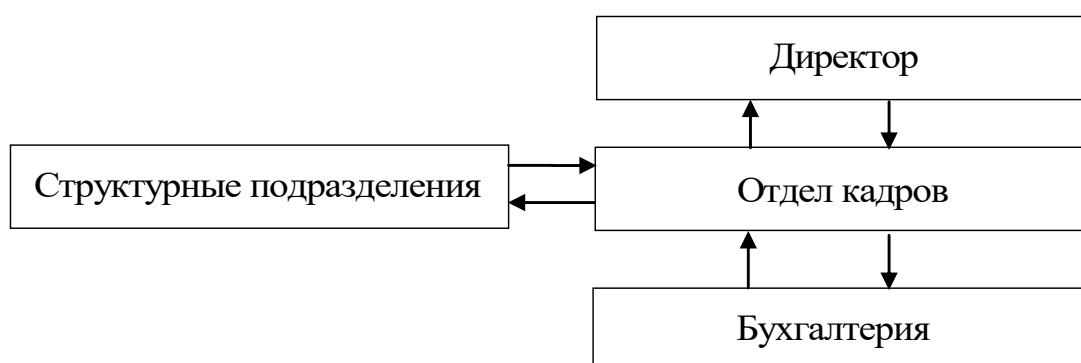 Директор
Структурные подразделения
Отдел кадров
Бухгалтерия